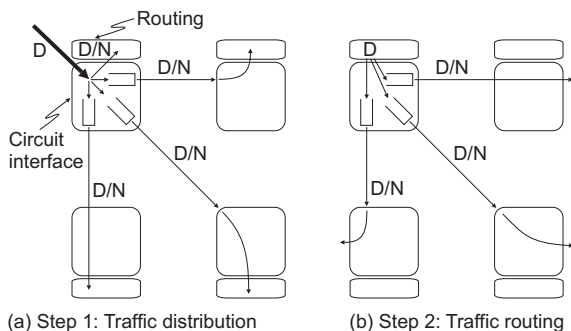 Routing
D
D/N
D/N
Circuit
interface
D/N
D/N
(a) Step 1: Traffic distribution
D
D/N
D/N
D/N
(b) Step 2: Traffic routing